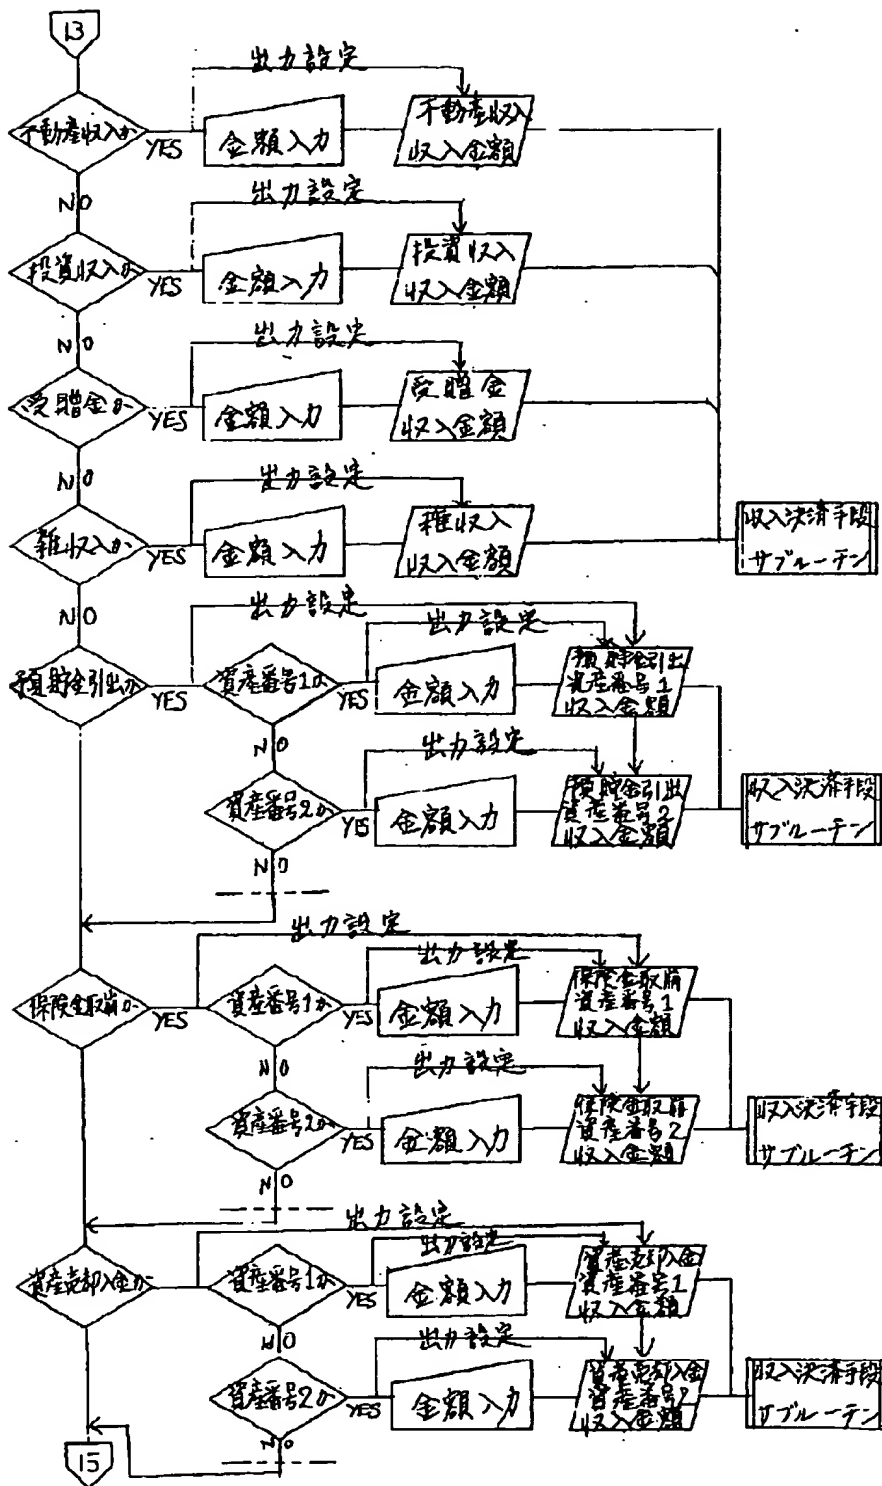 13
出力設定
不動産収入か
YES
金額入力
不動産収入
収入金額
NO
出力設定
投資収入か
YES
金額入力
投資収入
収入金額
NO
出力設定
受贈金か
YES
金額入力
受贈金
収入金額
NO
出力設定
雑収入か
YES
金額入力
雑収入
収入金額
収入決済手段
サブルーチン
NO
出力設定
出力設定
預貯金引出か
YES
資産番号1か
YES
金額入力
預貯金引出
資産番号1
収入金額
NO
出力設定
資産番号2か
YES
金額入力
預貯金引出
資産番号2
収入金額
収入決済手段
サブルーチン
NO
出力設定
出力設定
保険金取崩か
YES
資産番号1か
YES
金額入力
保険金取崩
資産番号1
収入金額
NO
出力設定
資産番号2か
YES
金額入力
保険金取崩
資産番号2
収入金額
収入決済手段
サブルーチン
NO
出力設定
出力設定
資産売却入金か
資産番号1か
YES
金額入力
資産売却入金
資産番号1
収入金額
NO
出力設定
資産番号2か
YES
金額入力
資産売却入金
資産番号2
収入金額
収入決済手段
サブルーチン
NO
15